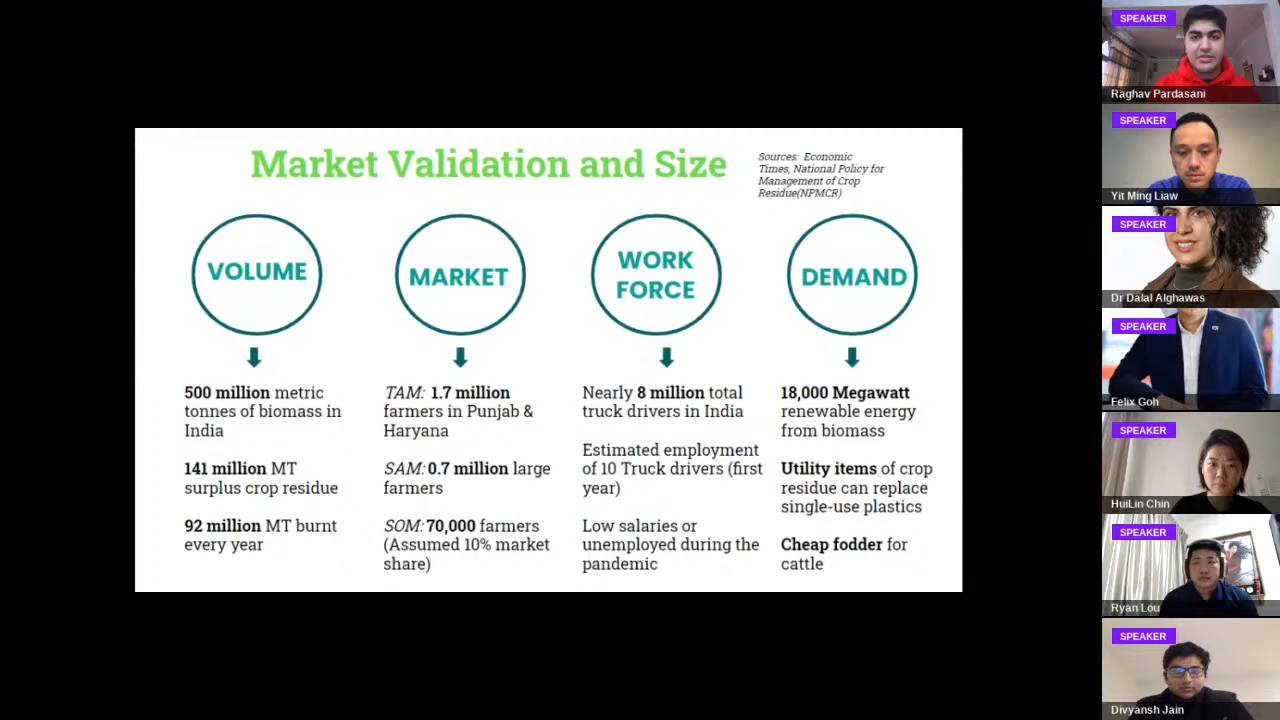 Market Validation and Size
Sources: Economic
Times, National Policy for
Management of Crop
Residue(NPMCR)
VOLUME
500 million metric
tonnes of biomass in
India
141 million MT
surplus crop residue
92 million MT burnt
every year
MARKET
TAM: 1.7 million
farmers in Punjab &
Haryana
SAM: 0.7 million large
farmers
SOM: 70,000 farmers
(Assumed 10% market
share)
WORK
FORCE
Nearly 8 million total
truck drivers in India
Estimated employment
of 10 Truck drivers (first
year)
Low salaries or
unemployed during the
pandemic
DEMAND
18,000 Megawatt
renewable energy
from biomass
Utility items of crop
residue can replace
single-use plastics
Cheap fodder for
cattle
SPEAKER
Raghav Pardasani
SPEAKER
Yit Ming Liaw
SPEAKER
Dr Dalal Alghawas
SPEAKER
Felix Goh
SPEAKER
HuiLin Chin
SPEAKER
Ryan Lou
SPEAKER
Divyansh Jain